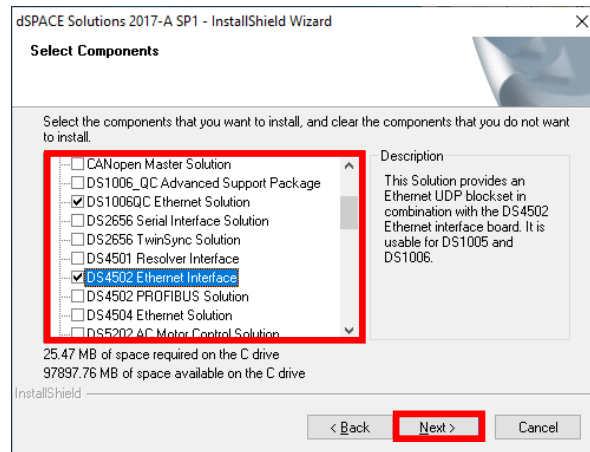 dSPACE Solutions 2017-A SP1 - InstallShield Wizard
Select Components
Select the components that you want to install, and clear the components that you do not want
to install.
CANopen Master Solution
DS1006_QC Advanced Support Package
DS1006QC Ethernet Solution
DS2656 Serial Interface Solution
DS2656 TwinSync Solution
DS4501 Resolver Interface
DS4502 Ethernet Interface
DS4502 PROFIBUS Solution
DS4504 Ethernet Solution
DS5202 AC Motor Control Solution
Description
This Solution provides an
Ethernet UDP blockset in
combination with the DS4502
Ethernet interface board. It is
usable for DS1005 and
DS1006.
25.47 MB of space required on the C drive
97897.76 MB of space available on the C drive
InstallShield
< Back
Next >
Cancel